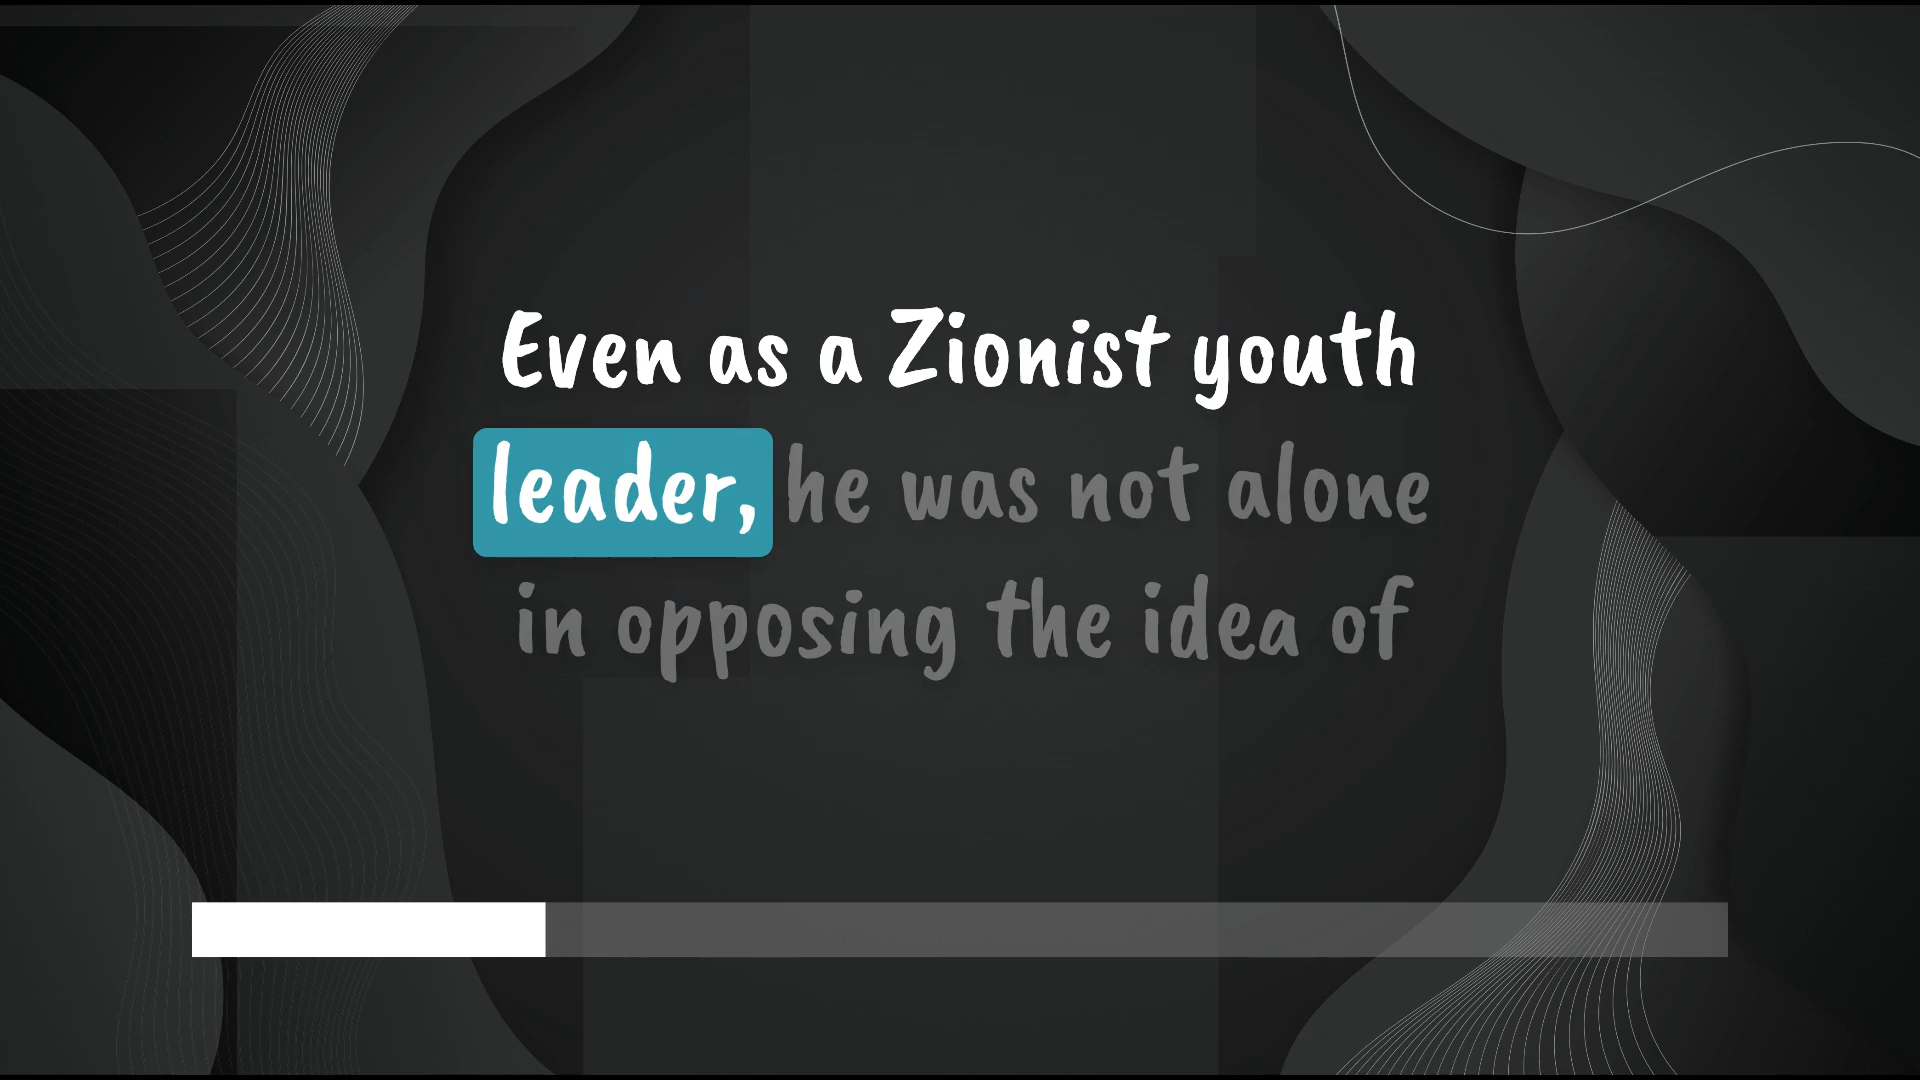 Even as a Zionist youth
leader, he was not alone
in opposing the idea of